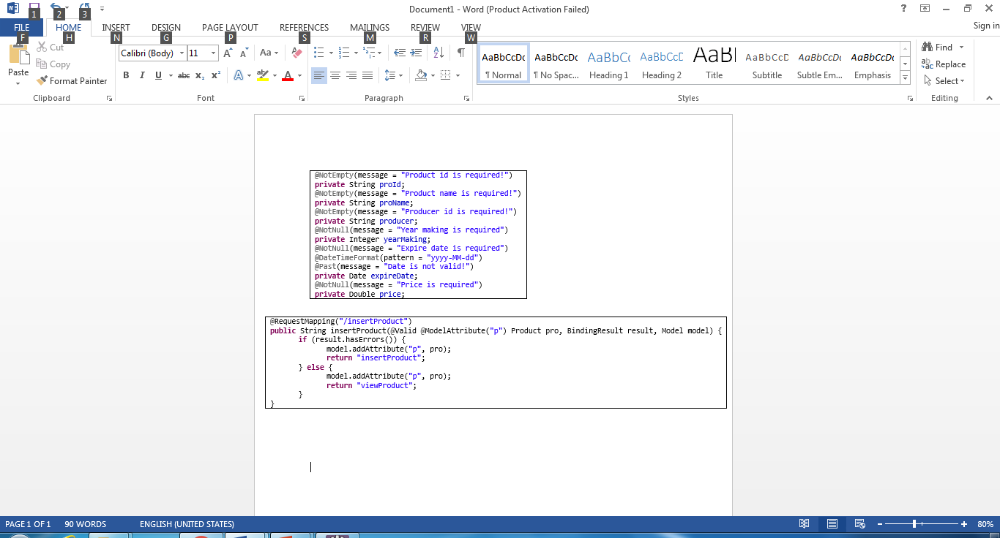 Document1 - Word (Product Activation Failed)
?
1
2
3
FILE
HOME
INSERT
DESIGN
PAGE LAYOUT
REFERENCES
MAILINGS
REVIEW
VIEW
Sign in
F
H
N
G
P
S
M
R
W
Paste
Cut
Copy
Format Painter
Clipboard
Calibri (Body)
11
A
A
Aa
B I U abc x₂ x²
A
ab
A
Font
Paragraph
AaBbCcDc
¶ Normal
AaBbCcDc
¶ No Spac...
AaBbCc
Heading 1
AaBbCcD
Heading 2
AaBl
Title
AaBbCcD
Subtitle
AaBbCcDc
Subtle Em...
AaBbCcDc
Emphasis
Styles
Find
Replace
Select
Editing
@NotEmpty(message = "Product id is required!")
private String proId;
@NotEmpty(message = "Product name is required!")
private String proName;
@NotEmpty(message = "Producer id is required!")
private String producer;
@NotNull(message = "Year making is required")
private Integer yearMaking;
@NotNull(message = "Expire date is required")
@DateTimeFormat(pattern = "yyyy-MM-dd")
@Past(message = "Date is not valid!")
private Date expireDate;
@NotNull(message = "Price is required")
private Double price;
@RequestMapping("/insertProduct")
public String insertProduct(@Valid @ModelAttribute("p") Product pro, BindingResult result, Model model) {
if (result.hasErrors()) {
model.addAttribute("p", pro);
return "insertProduct";
} else {
model.addAttribute("p", pro);
return "viewProduct";
}
}
PAGE 1 OF 1
90 WORDS
ENGLISH (UNITED STATES)
80%